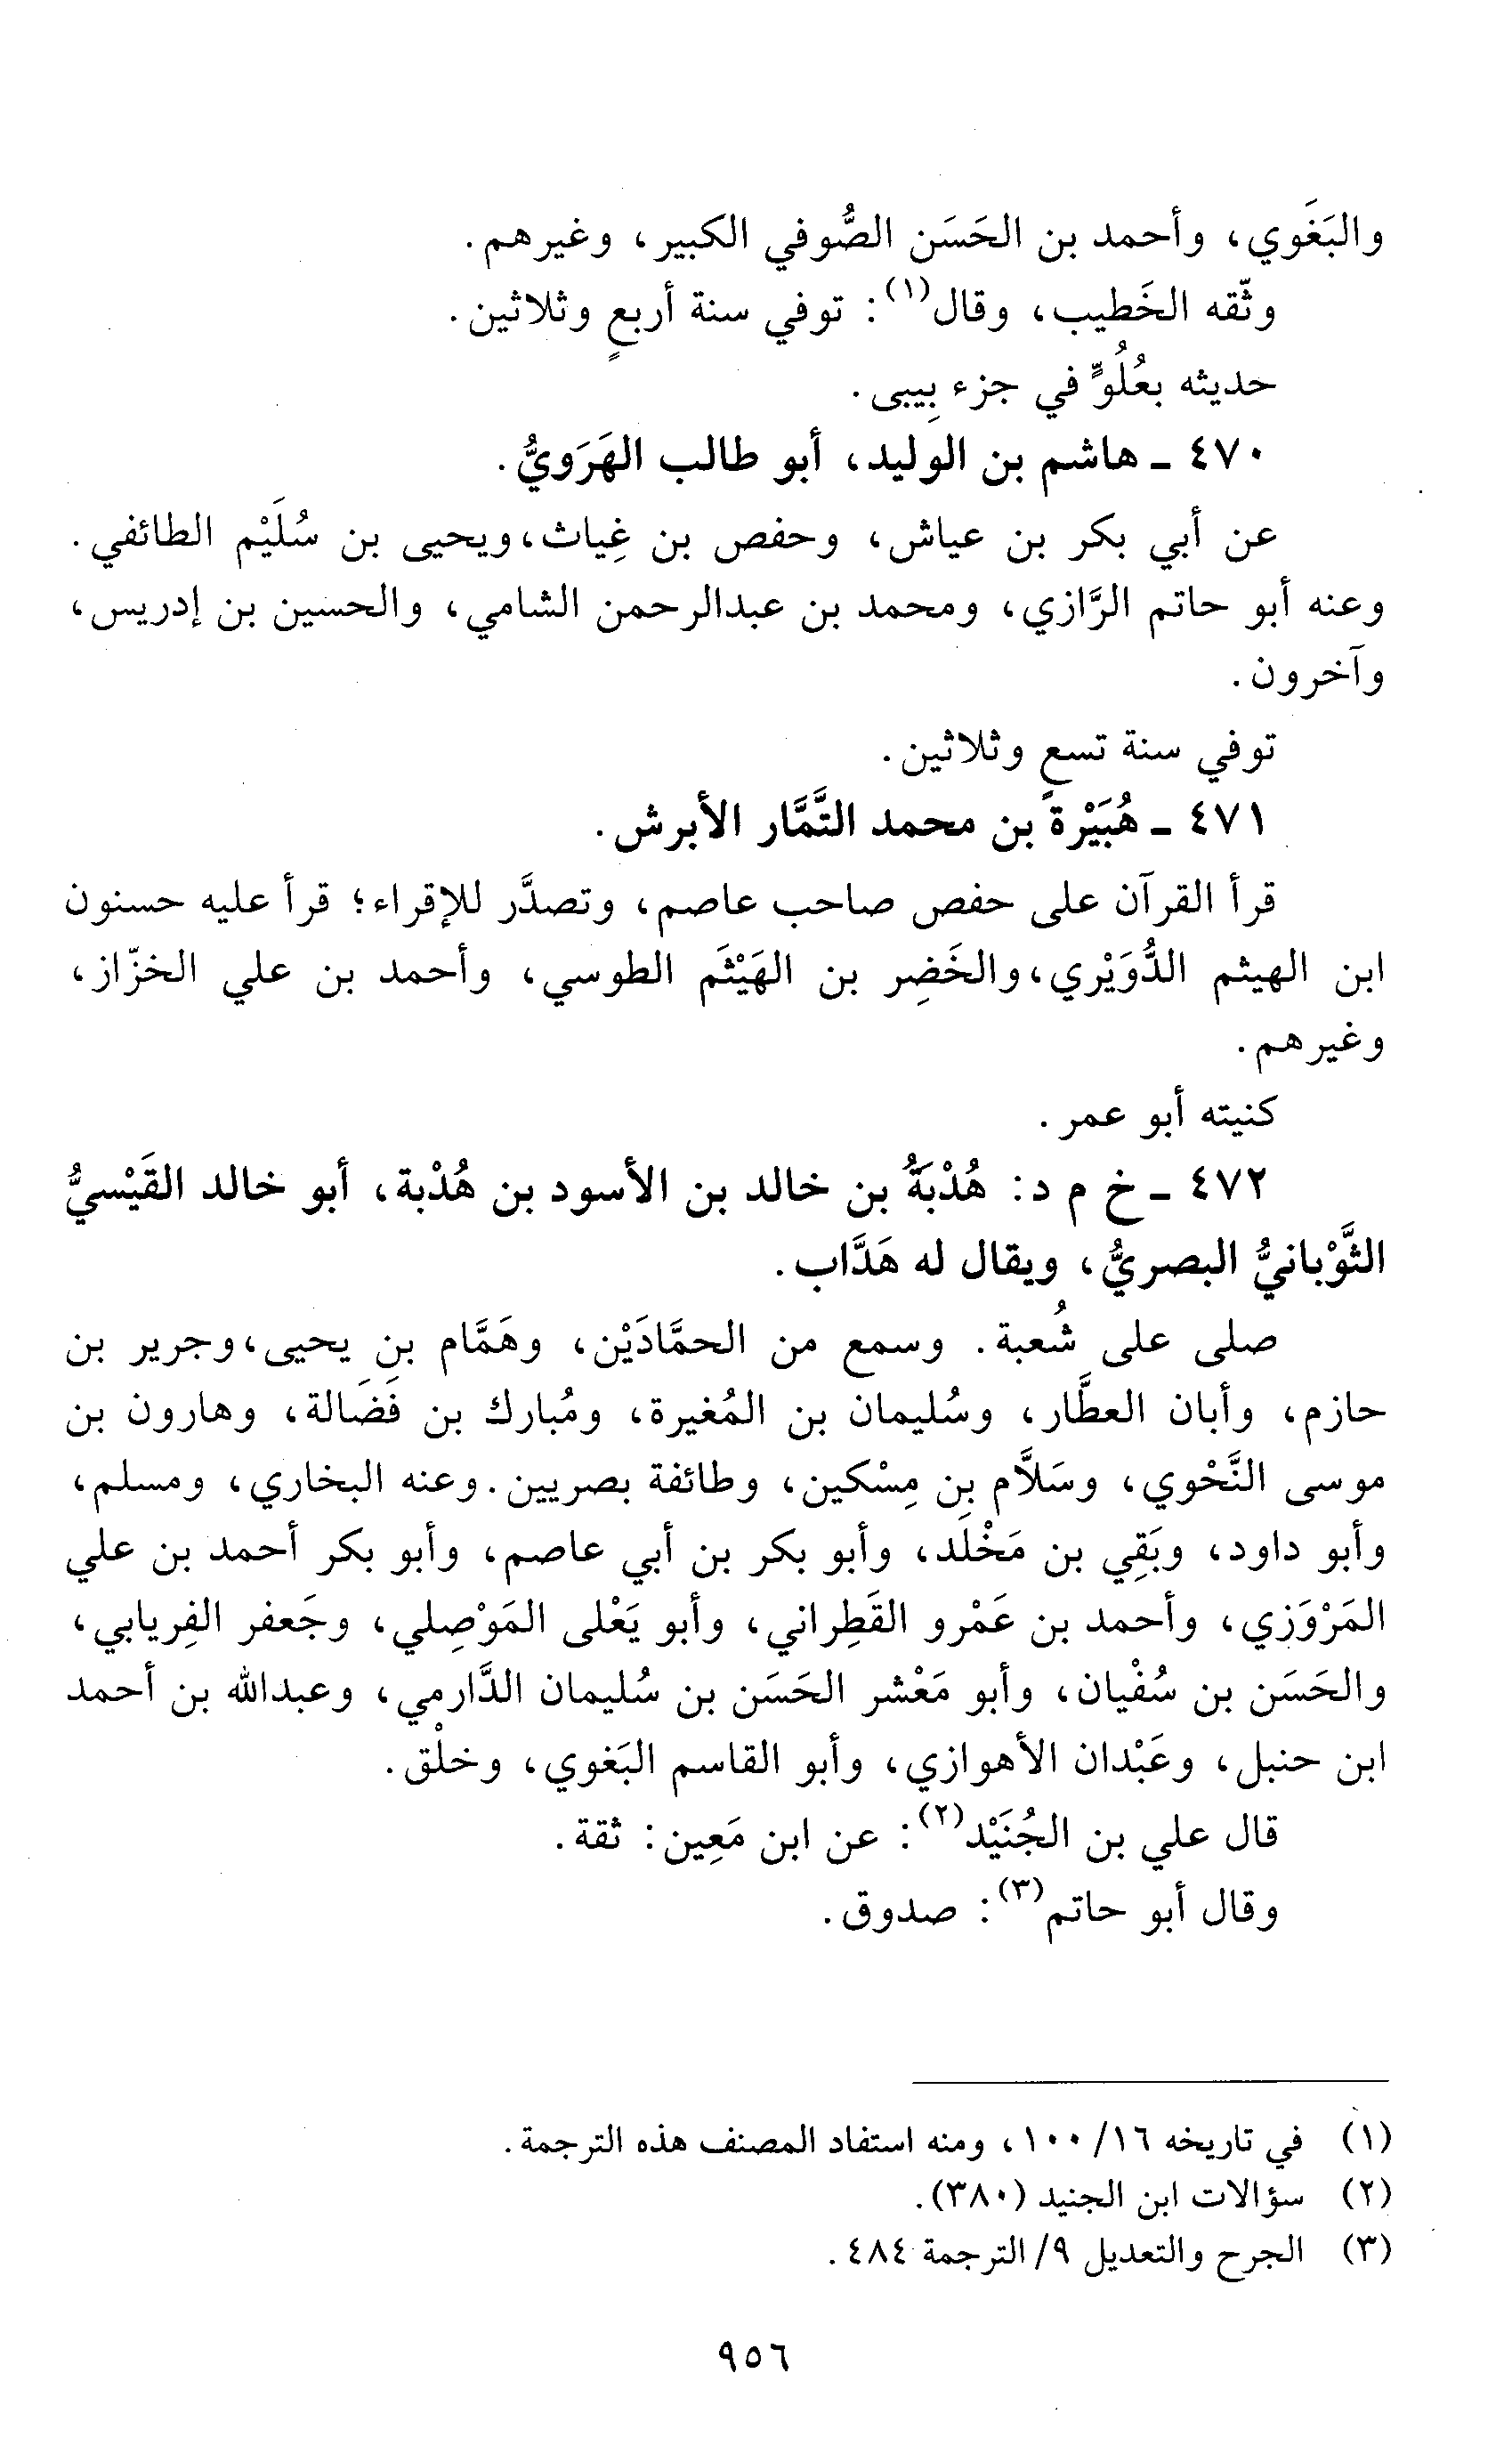 والبَغَوي، وأحمد بن الحَسَن الصُّوفي الكبير، وغيرهم.
وثّقه الخَطيب، وقال(١): توفي سنة أربعٍ وثلاثين.
حديثه بعُلُوٍّ في جزء بِيبى.
٤٧٠ - هاشم بن الوليد، أبو طالب الهَرَويُّ.
عن أبي بكر بن عياش، وحفص بن غِياث، ويحيى بن سُلَيْم الطائفي.
وعنه أبو حاتم الرَّازي، ومحمد بن عبدالرحمن الشامي، والحسين بن إدريس،
وآخرون.
توفي سنة تسعٍ وثلاثين.
٤٧١ - هُبَيْرة بن محمد التَّمَّار الأبرش.
قرأ القرآن على حفص صاحب عاصم، وتصدَّر للإقراء؛ قرأ عليه حسنون
ابن الهيثم الدُّوَيْري، والخَضِر بن الهَيْثَم الطوسي، وأحمد بن علي الخزّاز،
وغيرهم.
كنيته أبو عمر.
٤٧٢ - خ م د: هُدْبَةُ بن خالد بن الأسود بن هُدْبة، أبو خالد القَيْسيُّ
الثَّوْبانيُّ البصريُّ، ويقال له هَدَّاب.
صلى على شُعبة. وسمع من الحمَّادَيْن، وهَمَّام بنِ يحيى، وجرير بن
حازم، وأبان العطَّار، وسُليمان بن المُغيرة، ومُبارك بن فَضَالة، وهارون بن
موسى النَّحْوي، وسَلاَّم بنِ مِسْكين، وطائفة بصريين. وعنه البخاري، ومسلم،
وأبو داود، وبَقِي بن مَخْلَد، وأبو بكر بن أبي عاصم، وأبو بكر أحمد بن علي
المَرْوَزي، وأحمد بن عَمْرو القَطِراني، وأبو يَعْلى المَوْصِلي، وجَعفر الفِريابي،
والحَسَن بن سُفْيان، وأبو مَعْشر الحَسَن بن سُليمان الدَّارمي، وعبدالله بن أحمد
ابن حنبل، وعَبْدان الأهوازي، وأبو القاسم البَغوي، وخلْق.
قال علي بن الجُنَيْد(٢): عن ابن مَعِين: ثقة.
وقال أبو حاتم(٣): صدوق.
(١) في تاريخه ١٦/ ١٠٠، ومنه استفاد المصنف هذه الترجمة.
(٢) سؤالات ابن الجنيد (٣٨٠).
(٣) الجرح والتعديل ٩/ الترجمة ٤٨٤.
٩٥٦